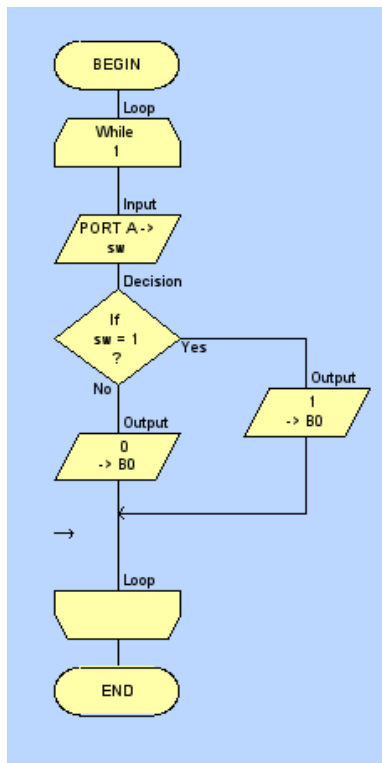 BEGIN
Loop
While
1
Input
PORT A ->
sw
Decision
If
sw = 1
?
Yes
No
Output
1
-> B0
Output
0
-> B0
Loop
END